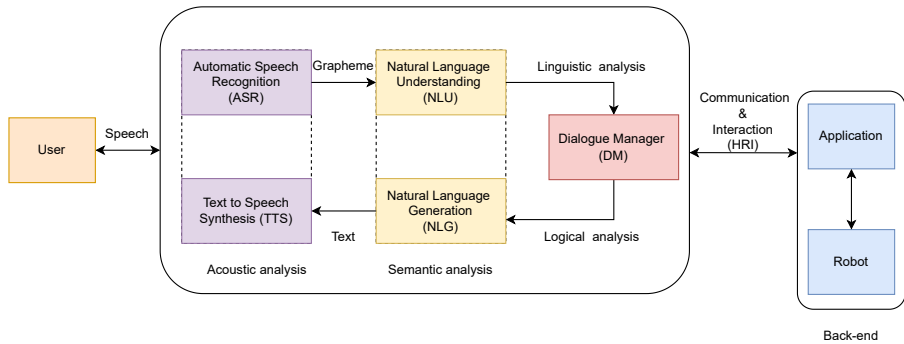 User
Speech
Automatic Speech
Recognition
(ASR)
Grapheme
Natural Language
Understanding
(NLU)
Linguistic analysis
Dialogue Manager
(DM)
Logical analysis
Natural Language
Generation
(NLG)
Text
Text to Speech
Synthesis (TTS)
Acoustic analysis
Semantic analysis
Communication
&
Interaction
(HRI)
Application
Robot
Back-end